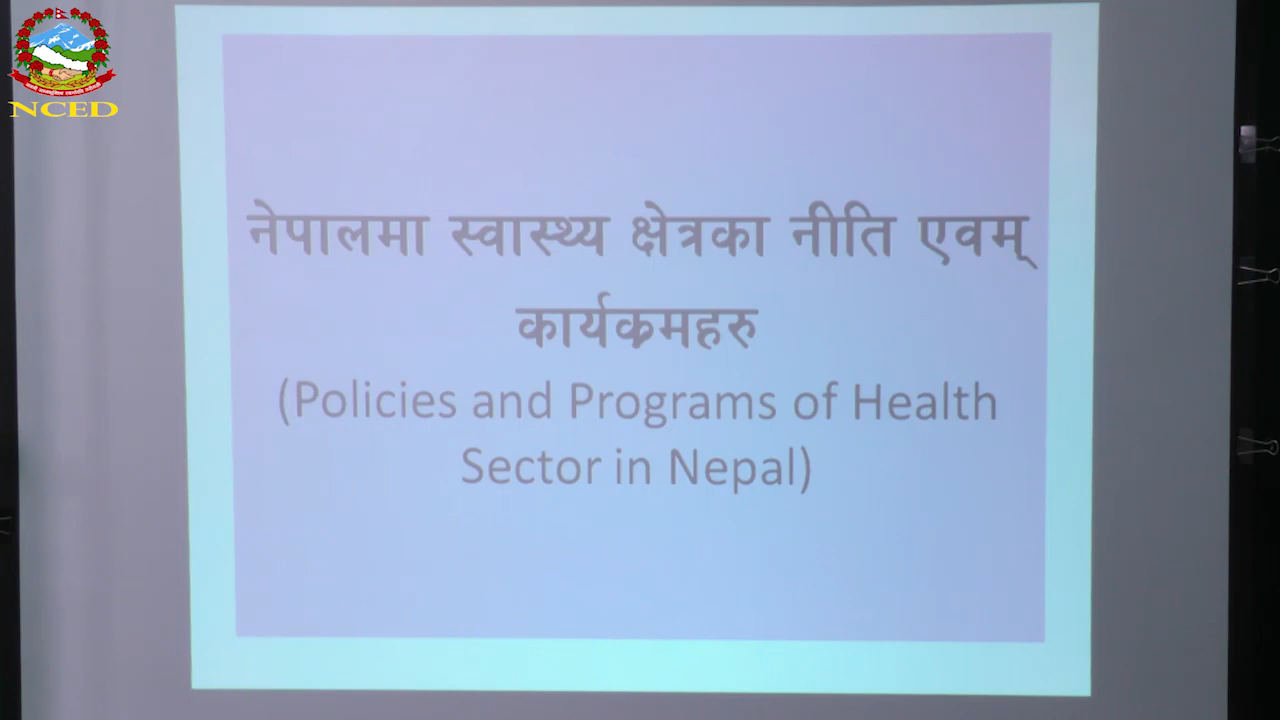 NCED
नेपालमा स्वास्थ्य क्षेत्रका नीति एवम्
कार्यक्रमहरु
(Policies and Programs of Health
Sector in Nepal)